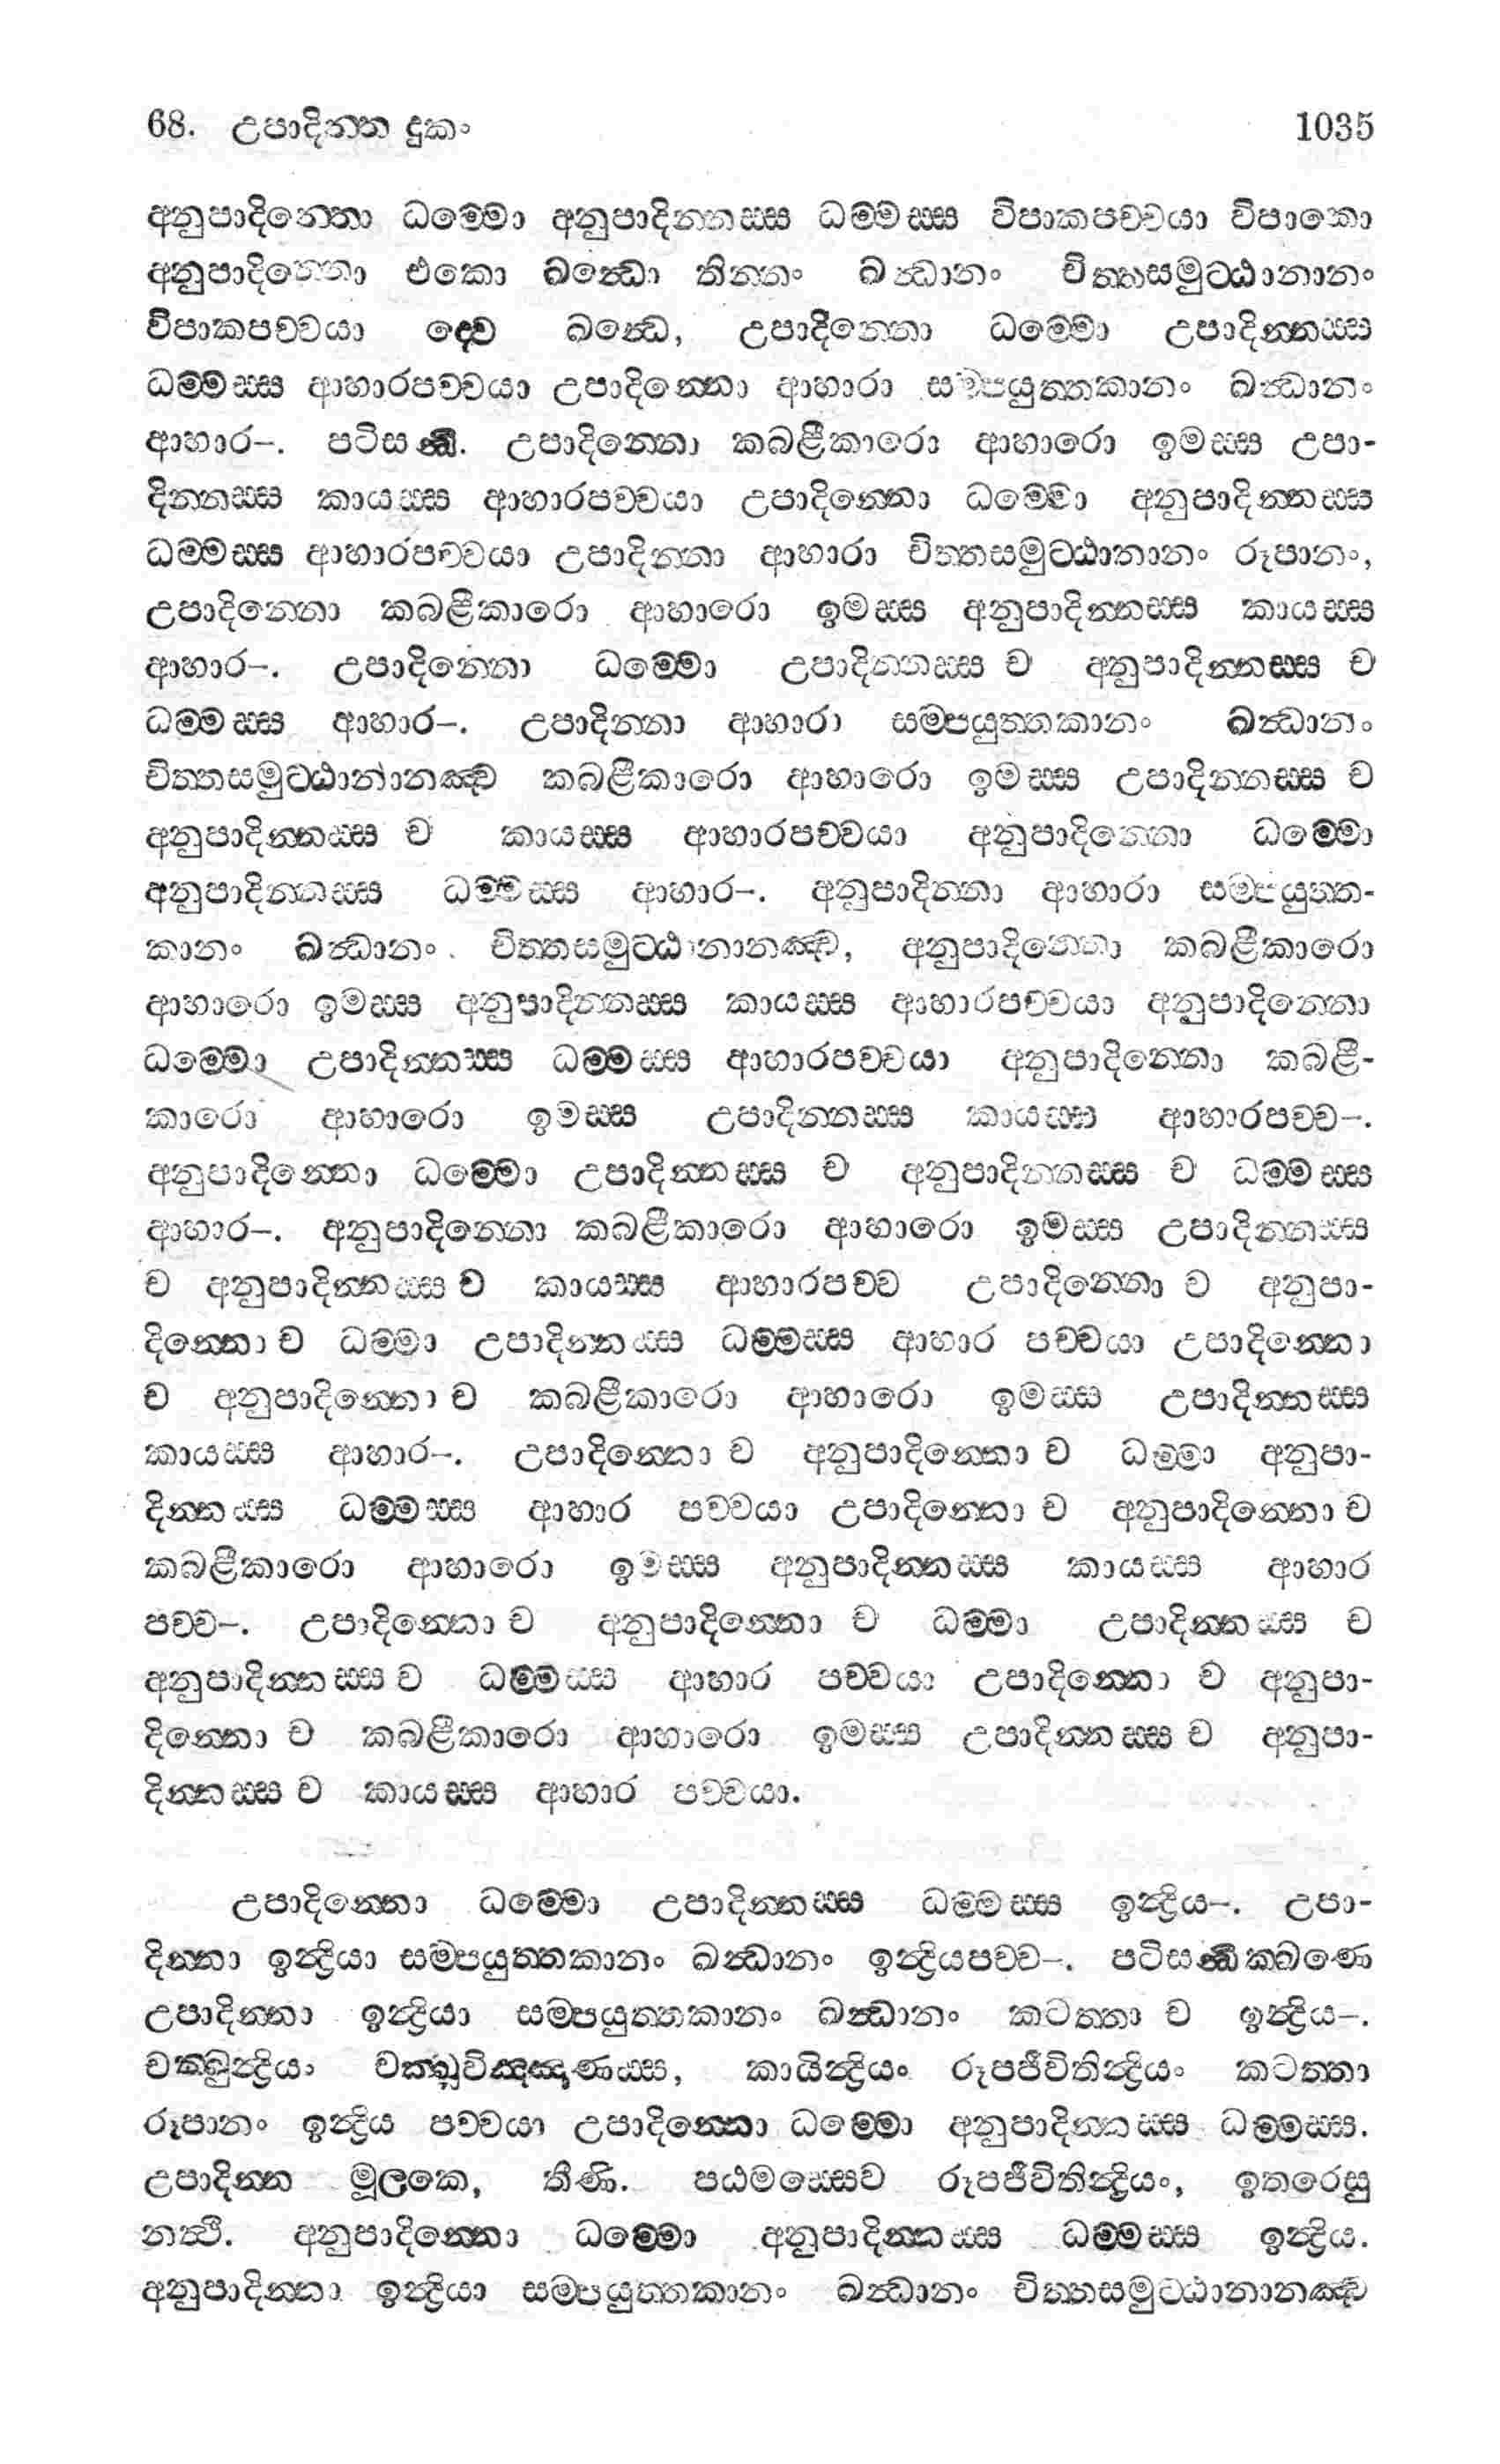 68. උපාදින්න දුකං 1035
අනුපාදින්නො ධම්මො අනුපාදින්නස්ස ධම්මස්ස විපාකපච්චයා විපාකො
අනුපාදින්නො එකො ඛන්ධො තින්නං ඛන්ධානං චිත්තසමුට්ඨානානං
විපාකපච්චයා ද්වෙ ඛන්ධෙ, උපාදින්නො ධම්මො උපාදින්නස්ස
ධම්මස්ස ආහාරපච්චයා උපාදින්නො ආහාරා සම්පයුත්තකානං ඛන්ධානං
ආහාර–. පටිසන්ධි. උපාදින්නො කබළීකාරො ආහාරො ඉමස්ස උපා-
දින්නස්ස කායස්ස ආහාරපච්චයා උපාදින්නො ධම්මො අනුපාදින්නස්ස
ධම්මස්ස ආහාරපච්චයා උපාදින්නා ආහාරා චිත්තසමුට්ඨානානං රූපානං,
උපාදින්නො කබළීකාරො ආහාරො ඉමස්ස අනුපාදින්නස්ස කායස්ස
ආහාර–. උපාදින්නො ධම්මො උපාදින්නස්ස ච අනුපාදින්නස්ස ච
ධම්මස්ස ආහාර–. උපාදින්නා ආහාරා සම්පයුත්තකානං ඛන්ධානං
චිත්තසමුට්ඨානානඤ්ච කබළීකාරො ආහාරො ඉමස්ස උපාදින්නස්ස ච
අනුපාදින්නස්ස ච කායස්ස ආහාරපච්චයා අනුපාදින්නො ධම්මො
අනුපාදින්නස්ස ධම්මස්ස ආහාර–. අනුපාදින්නා ආහාරා සම්පයුත්ත-
කානං ඛන්ධානං. චිත්තසමුට්ඨානානඤ්ච, අනුපාදින්නො කබළීකාරො
ආහාරො ඉමස්ස අනුපාදින්නස්ස කායස්ස ආහාරපච්චයා අනුපාදින්නො
ධම්මො උපාදින්නස්ස ධම්මස්ස ආහාරපච්චයා අනුපාදින්නො කබළී-
කාරො ආහාරො ඉමස්ස උපාදින්නස්ස කායස්ස ආහාරපච්ච–.
අනුපාදින්නො ධම්මො උපාදින්නස්ස ච අනුපාදින්නස්ස ච ධම්මස්ස
ආහාර–. අනුපාදින්නො කබළීකාරො ආහාරො ඉමස්ස උපාදින්නස්ස
ච අනුපාදින්නස්ස ච කායස්ස ආහාරපච්ච උපාදින්නො ච අනුපා-
දින්නො ච ධම්මා උපාදින්නස්ස ධම්මස්ස ආහාර පච්චයා උපාදින්නො
ච අනුපාදින්නො ච කබළීකාරො ආහාරො ඉමස්ස උපාදින්නස්ස
කායස්ස ආහාර–. උපාදින්නො ච අනුපාදින්නො ච ධම්මා අනුපා-
දින්නස්ස ධම්මස්ස ආහාර පච්චයා උපාදින්නො ච අනුපාදින්නො ච
කබළීකාරො ආහාරො ඉමස්ස අනුපාදින්නස්ස කායස්ස ආහාර
පච්ච–. උපාදින්නො ච අනුපාදින්නො ච ධම්මා උපාදින්නස්ස ච
අනුපාදින්නස්ස ච ධම්මස්ස ආහාර පච්චයා උපාදින්නො ච අනුපා-
දින්නො ච කබළීකාරො ආහාරො ඉමස්ස උපාදින්නස්ස ච අනුපා-
දින්නස්ස ච කායස්ස ආහාර පච්චයා.
උපාදින්නො ධම්මො උපාදින්නස්ස ධම්මස්ස ඉන්ද්‍රිය–. උපා-
දින්නා ඉන්ද්‍රියා සම්පයුත්තකානං ඛන්ධානං ඉන්ද්‍රියපච්ච–. පටිසන්ධික්ඛණෙ
උපාදින්නා ඉන්ද්‍රියා සම්පයුත්තකානං ඛන්ධානං කටත්තා ච ඉන්ද්‍රිය–.
චක්ඛුන්ද්‍රියං චක්ඛුවිඤ්ඤාණස්ස, කායින්ද්‍රියං රූපජීවිතින්ද්‍රියං කටත්තා
රූපානං ඉන්ද්‍රිය පච්චයා උපාදින්නො ධම්මො අනුපාදින්නස්ස ධම්මස්ස.
උපාදින්න මූලකෙ, තීණි. පඨමස්සෙව රූපජීවිතින්ද්‍රියං, ඉතරෙසු
නත්ථි. අනුපාදින්නො ධම්මො අනුපාදින්නස්ස ධම්මස්ස ඉන්ද්‍රිය.
අනුපාදින්නා ඉන්ද්‍රියා සම්පයුත්තකානං ඛන්ධානං චිත්තසමුට්ඨානානඤ්ච